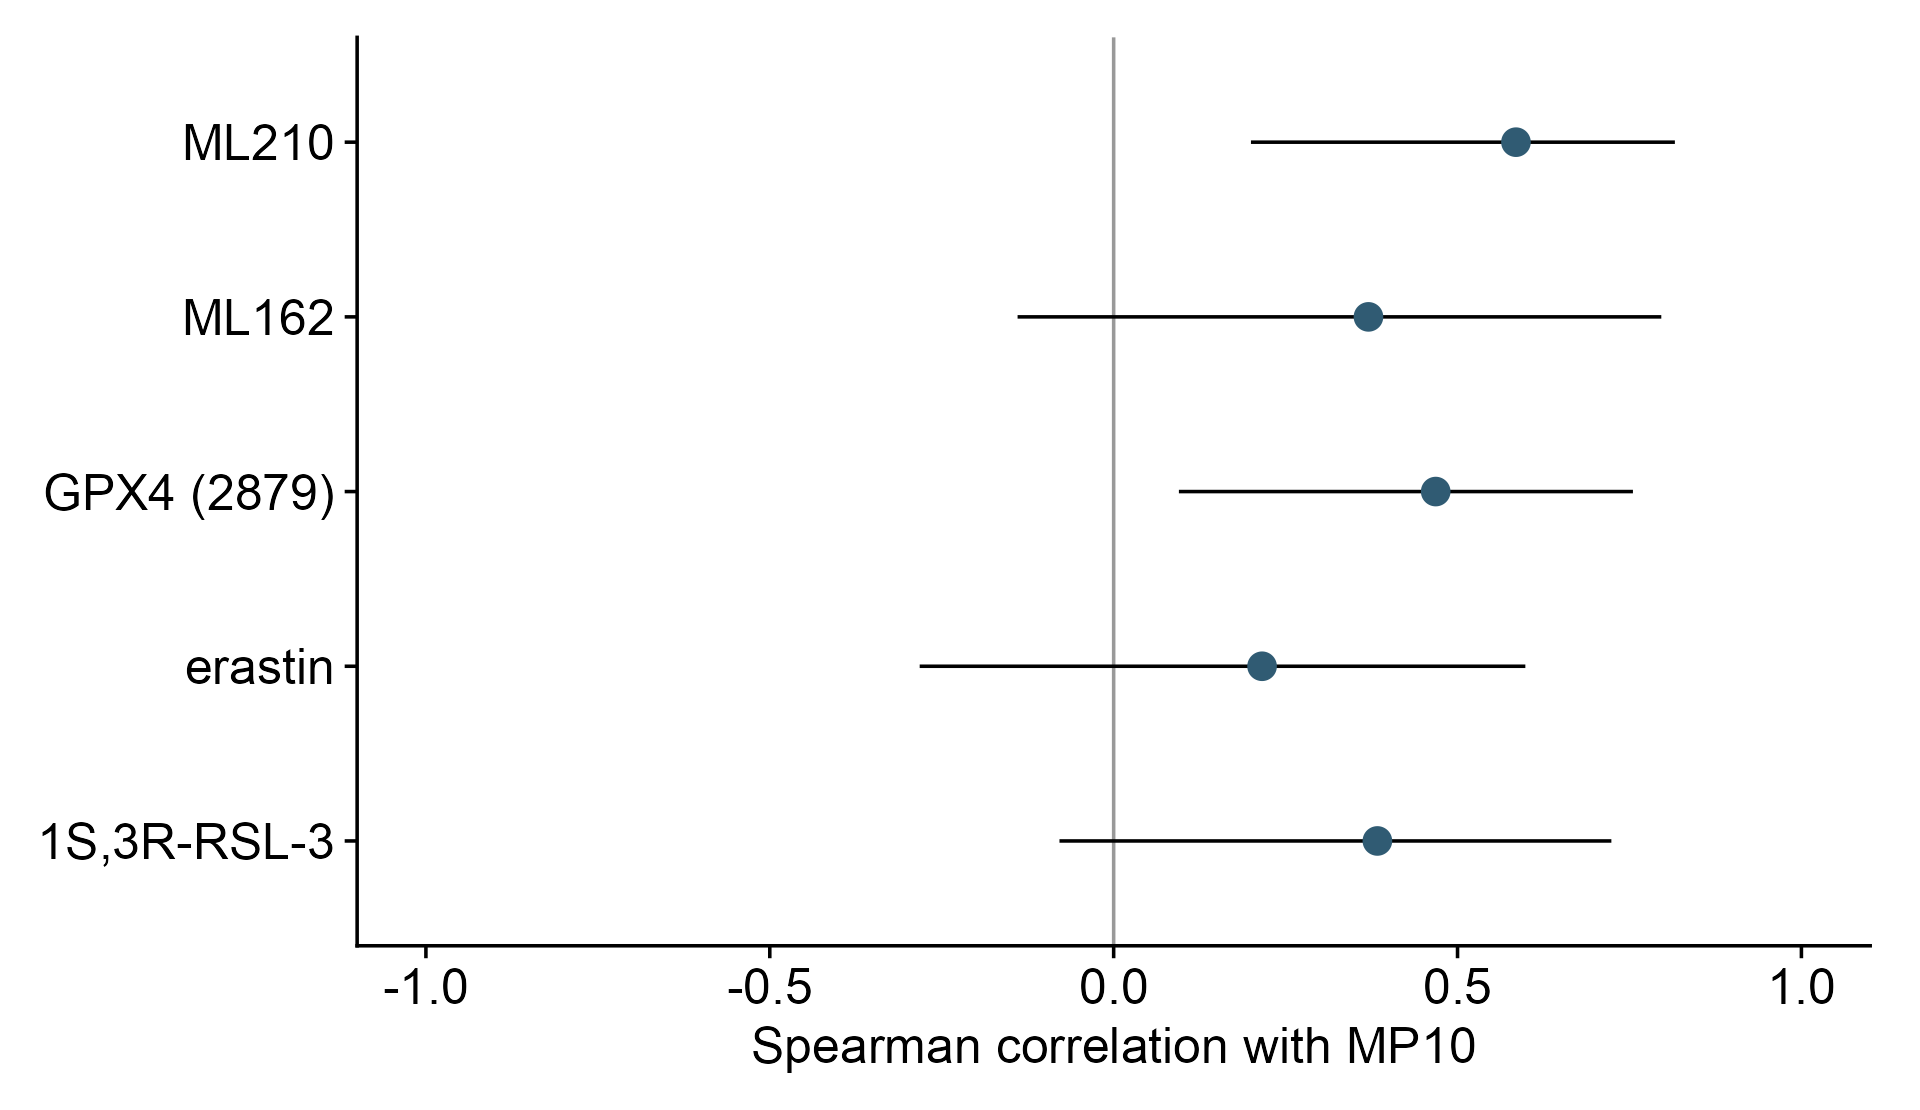 ML210
ML162
GPX4 (2879)
erastin
1S,3R-RSL-3
-1.0 -0.5 0.0 0.5 1.0
Spearman correlation with MP10